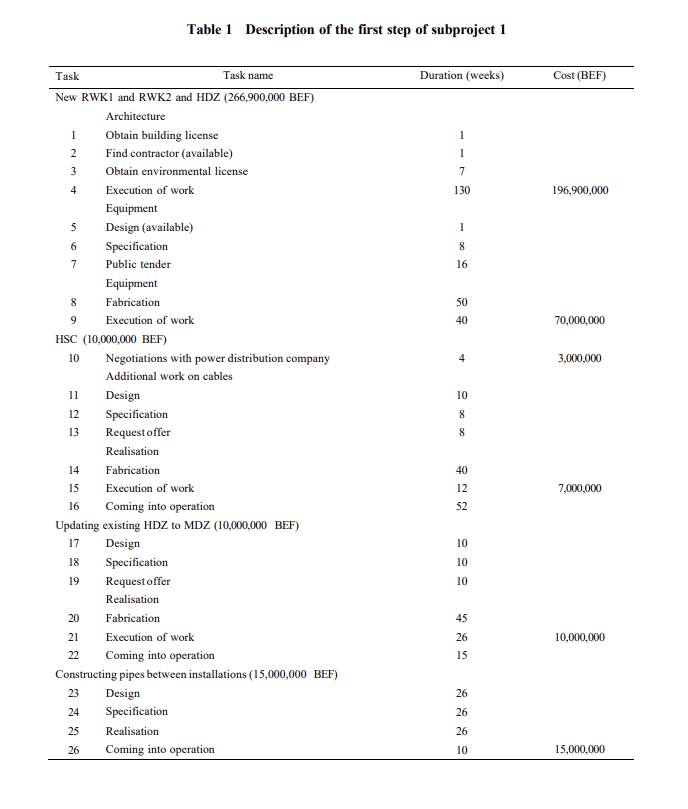 Table 1 Description of the first step of subproject 1
Task Task name Duration (weeks) Cost (BEF)
New RWK1 and RWK2 and HDZ (266,900,000 BEF)
Architecture
1 Obtain building license 1
2 Find contractor (available) 1
3 Obtain environmental license 7
4 Execution of work 130 196,900,000
Equipment
5 Design (available) 1
6 Specification 8
7 Public tender 16
Equipment
8 Fabrication 50
9 Execution of work 40 70,000,000
HSC (10,000,000 BEF)
10 Negotiations with power distribution company 4 3,000,000
Additional work on cables
11 Design 10
12 Specification 8
13 Request offer 8
Realisation
14 Fabrication 40
15 Execution of work 12 7,000,000
16 Coming into operation 52
Updating existing HDZ to MDZ (10,000,000 BEF)
17 Design 10
18 Specification 10
19 Request offer 10
Realisation
20 Fabrication 45
21 Execution of work 26 10,000,000
22 Coming into operation 15
Constructing pipes between installations (15,000,000 BEF)
23 Design 26
24 Specification 26
25 Realisation 26
26 Coming into operation 10 15,000,000